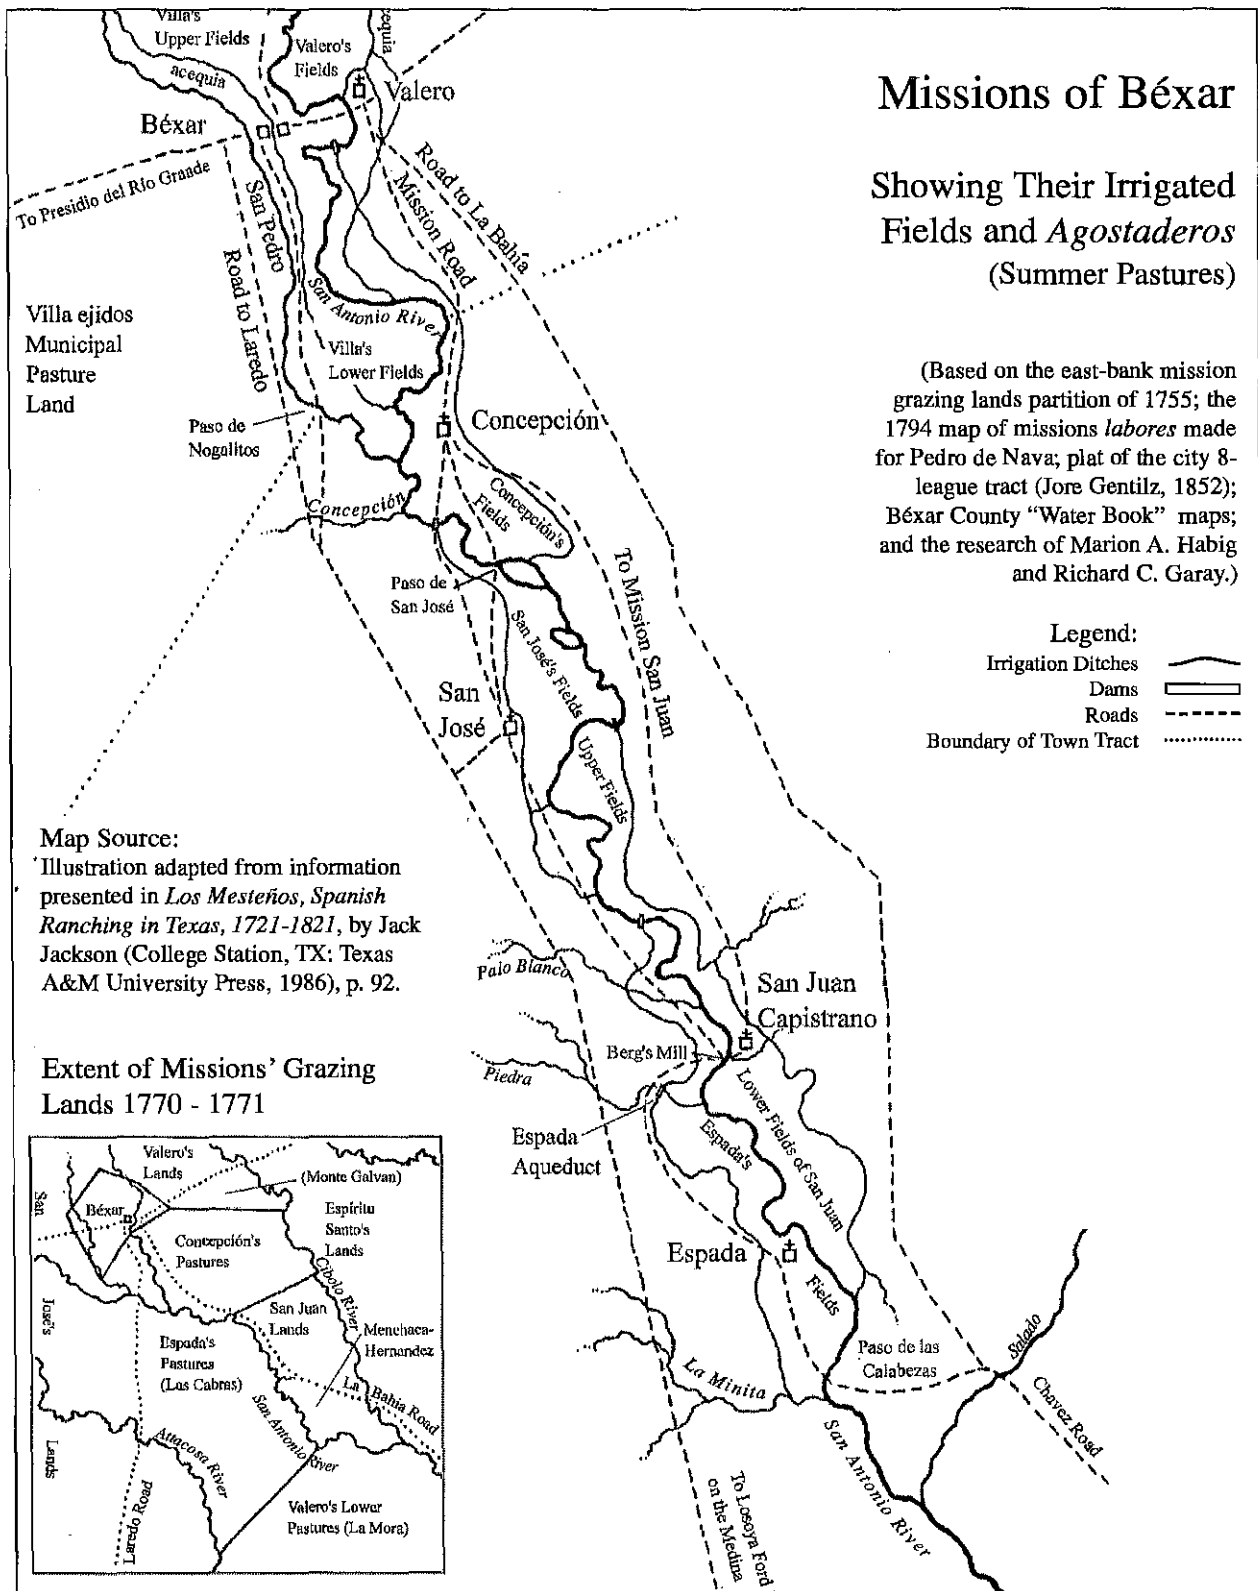 Missions of Béxar
Showing Their Irrigated
Fields and Agostaderos
(Summer Pastures)
(Based on the east-bank mission
grazing lands partition of 1755; the
1794 map of missions labores made
for Pedro de Nava; plat of the city 8-
league tract (Jore Gentilz, 1852);
Béxar County “Water Book” maps;
and the research of Marion A. Habig
and Richard C. Garay.)
Legend:
Irrigation Ditches
Dams
Roads
Boundary of Town Tract
Villa's
Upper Fields
acequia
Valero's
Fields
Valero
Béxar
To Presidio del Río Grande
San Pedro
Road to Laredo
Mission Road
Road to La Bahía
San Antonio River
Villa ejidos
Municipal
Pasture
Land
Villa's
Lower Fields
Paso de
Nogalitos
Concepción
Concepción
Concepción's
Fields
Paso de
San José
To Mission San Juan
San José's Fields
San
José
Upper Fields
Map Source:
Illustration adapted from information
presented in Los Mesteños, Spanish
Ranching in Texas, 1721-1821, by Jack
Jackson (College Station, TX: Texas
A&M University Press, 1986), p. 92.
Palo Blanco
San Juan
Capistrano
Berg's Mill
Piedra
Espada
Aqueduct
Lower Fields of San Juan
Espada's
Fields
Espada
Paso de las
Calabezas
La Minita
Salado
Chavez Road
San Antonio River
To Losoya Ford
on the Medina
Extent of Missions’ Grazing
Lands 1770 - 1771
Valero's
Lands
(Monte Galvan)
San
José's
Lands
Béxar
Espíritu
Santo's
Lands
Concepción's
Pastures
Cibolo River
San Juan
Lands
Menchaca-
Hernandez
Espada's
Pastures
(Las Cabras)
La Bahia Road
San Antonio River
Attacosa River
Laredo Road
Valero's Lower
Pastures (La Mora)